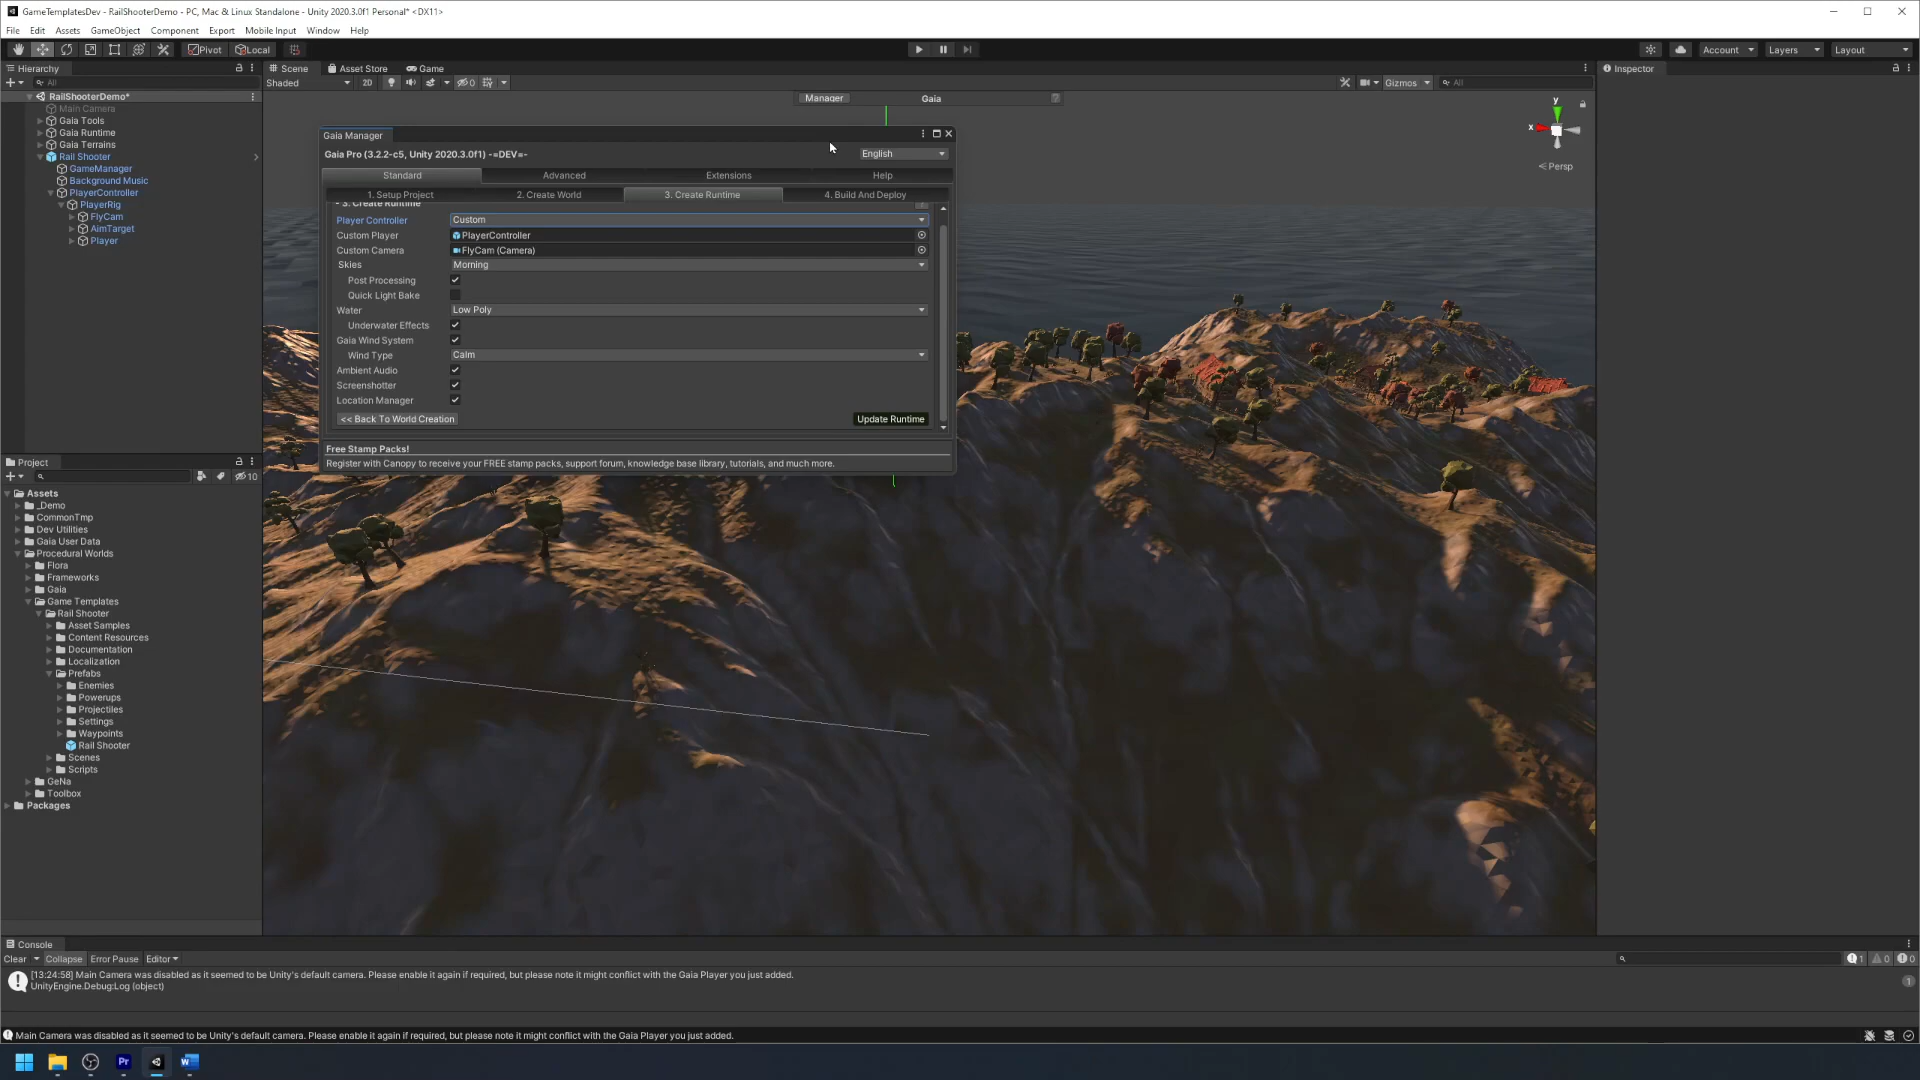 GameTemplatesDev - RailShooterDemo - PC, Mac & Linux Standalone - Unity 2020.3.0f1 Personal* <DX11>
File Edit Assets GameObject Component Export Mobile Input Window Help
Pivot Local Account Layers Layout
Hierarchy Scene Asset Store Game Inspector
All Shaded 2D 0 Gizmos All
RailShooterDemo*
Main Camera
Gaia Tools
Gaia Runtime
Gaia Terrains
Rail Shooter
GameManager
Background Music
PlayerController
PlayerRig
FlyCam
AimTarget
Player
Manager Gaia ?
y
x
< Persp
Gaia Manager
Gaia Pro (3.2.2-c5, Unity 2020.3.0f1) -=DEV=- English
Standard Advanced Extensions Help
1. Setup Project 2. Create World 3. Create Runtime 4. Build And Deploy
3. Create Runtime
Player Controller Custom
Custom Player PlayerController
Custom Camera FlyCam (Camera)
Skies Morning
Post Processing
Quick Light Bake
Water Low Poly
Underwater Effects
Gaia Wind System
Wind Type Calm
Ambient Audio
Screenshotter
Location Manager
<< Back To World Creation Update Runtime
Free Stamp Packs!
Register with Canopy to receive your FREE stamp packs, support forum, knowledge base library, tutorials, and much more.
Project
10
Assets
_Demo
CommonTmp
Dev Utilities
Gaia User Data
Procedural Worlds
Flora
Frameworks
Gaia
Game Templates
Rail Shooter
Asset Samples
Content Resources
Documentation
Localization
Prefabs
Enemies
Powerups
Projectiles
Settings
Waypoints
Rail Shooter
Scenes
Scripts
GeNa
Toolbox
Packages
Console
Clear Collapse Error Pause Editor 1 0 0
[13:24:58] Main Camera was disabled as it seemed to be Unity's default camera. Please enable it again if required, but please note it might conflict with the Gaia Player you just added.
UnityEngine.Debug:Log (object)
1
Main Camera was disabled as it seemed to be Unity's default camera. Please enable it again if required, but please note it might conflict with the Gaia Player you just added.
Pr
W